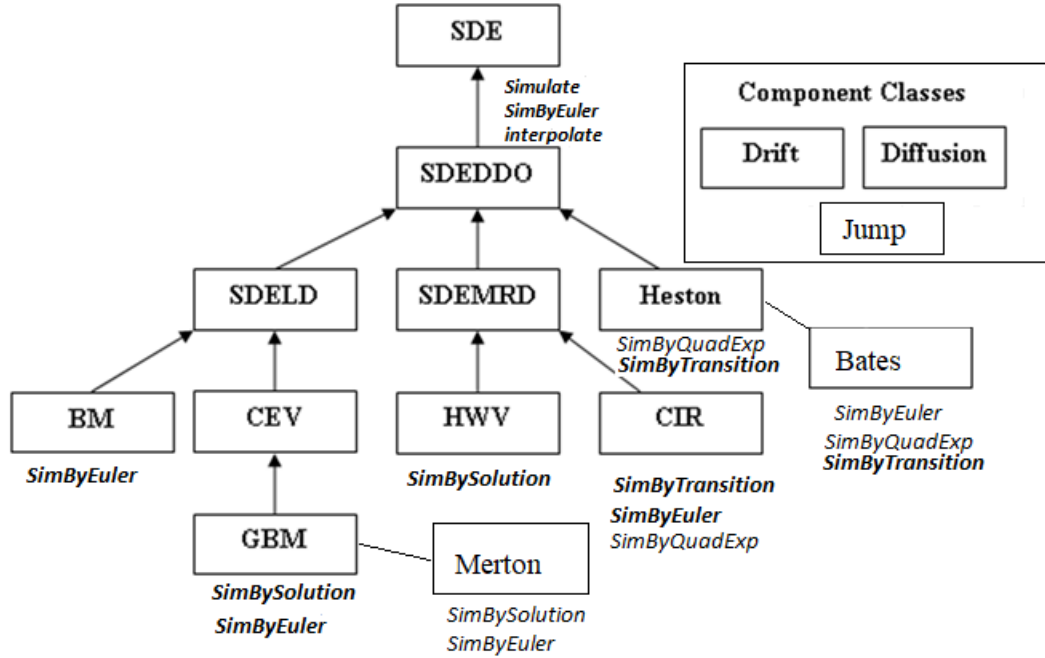 SDE
Simulate
SimByEuler
interpolate
Component Classes
Drift
Diffusion
Jump
SDEDDO
SDELD
SDEMRD
Heston
SimByQuadExp
SimByTransition
Bates
SimByEuler
SimByQuadExp
SimByTransition
BM
SimByEuler
CEV
HWV
SimBySolution
CIR
SimByTransition
SimByEuler
SimByQuadExp
GBM
SimBySolution
SimByEuler
Merton
SimBySolution
SimByEuler